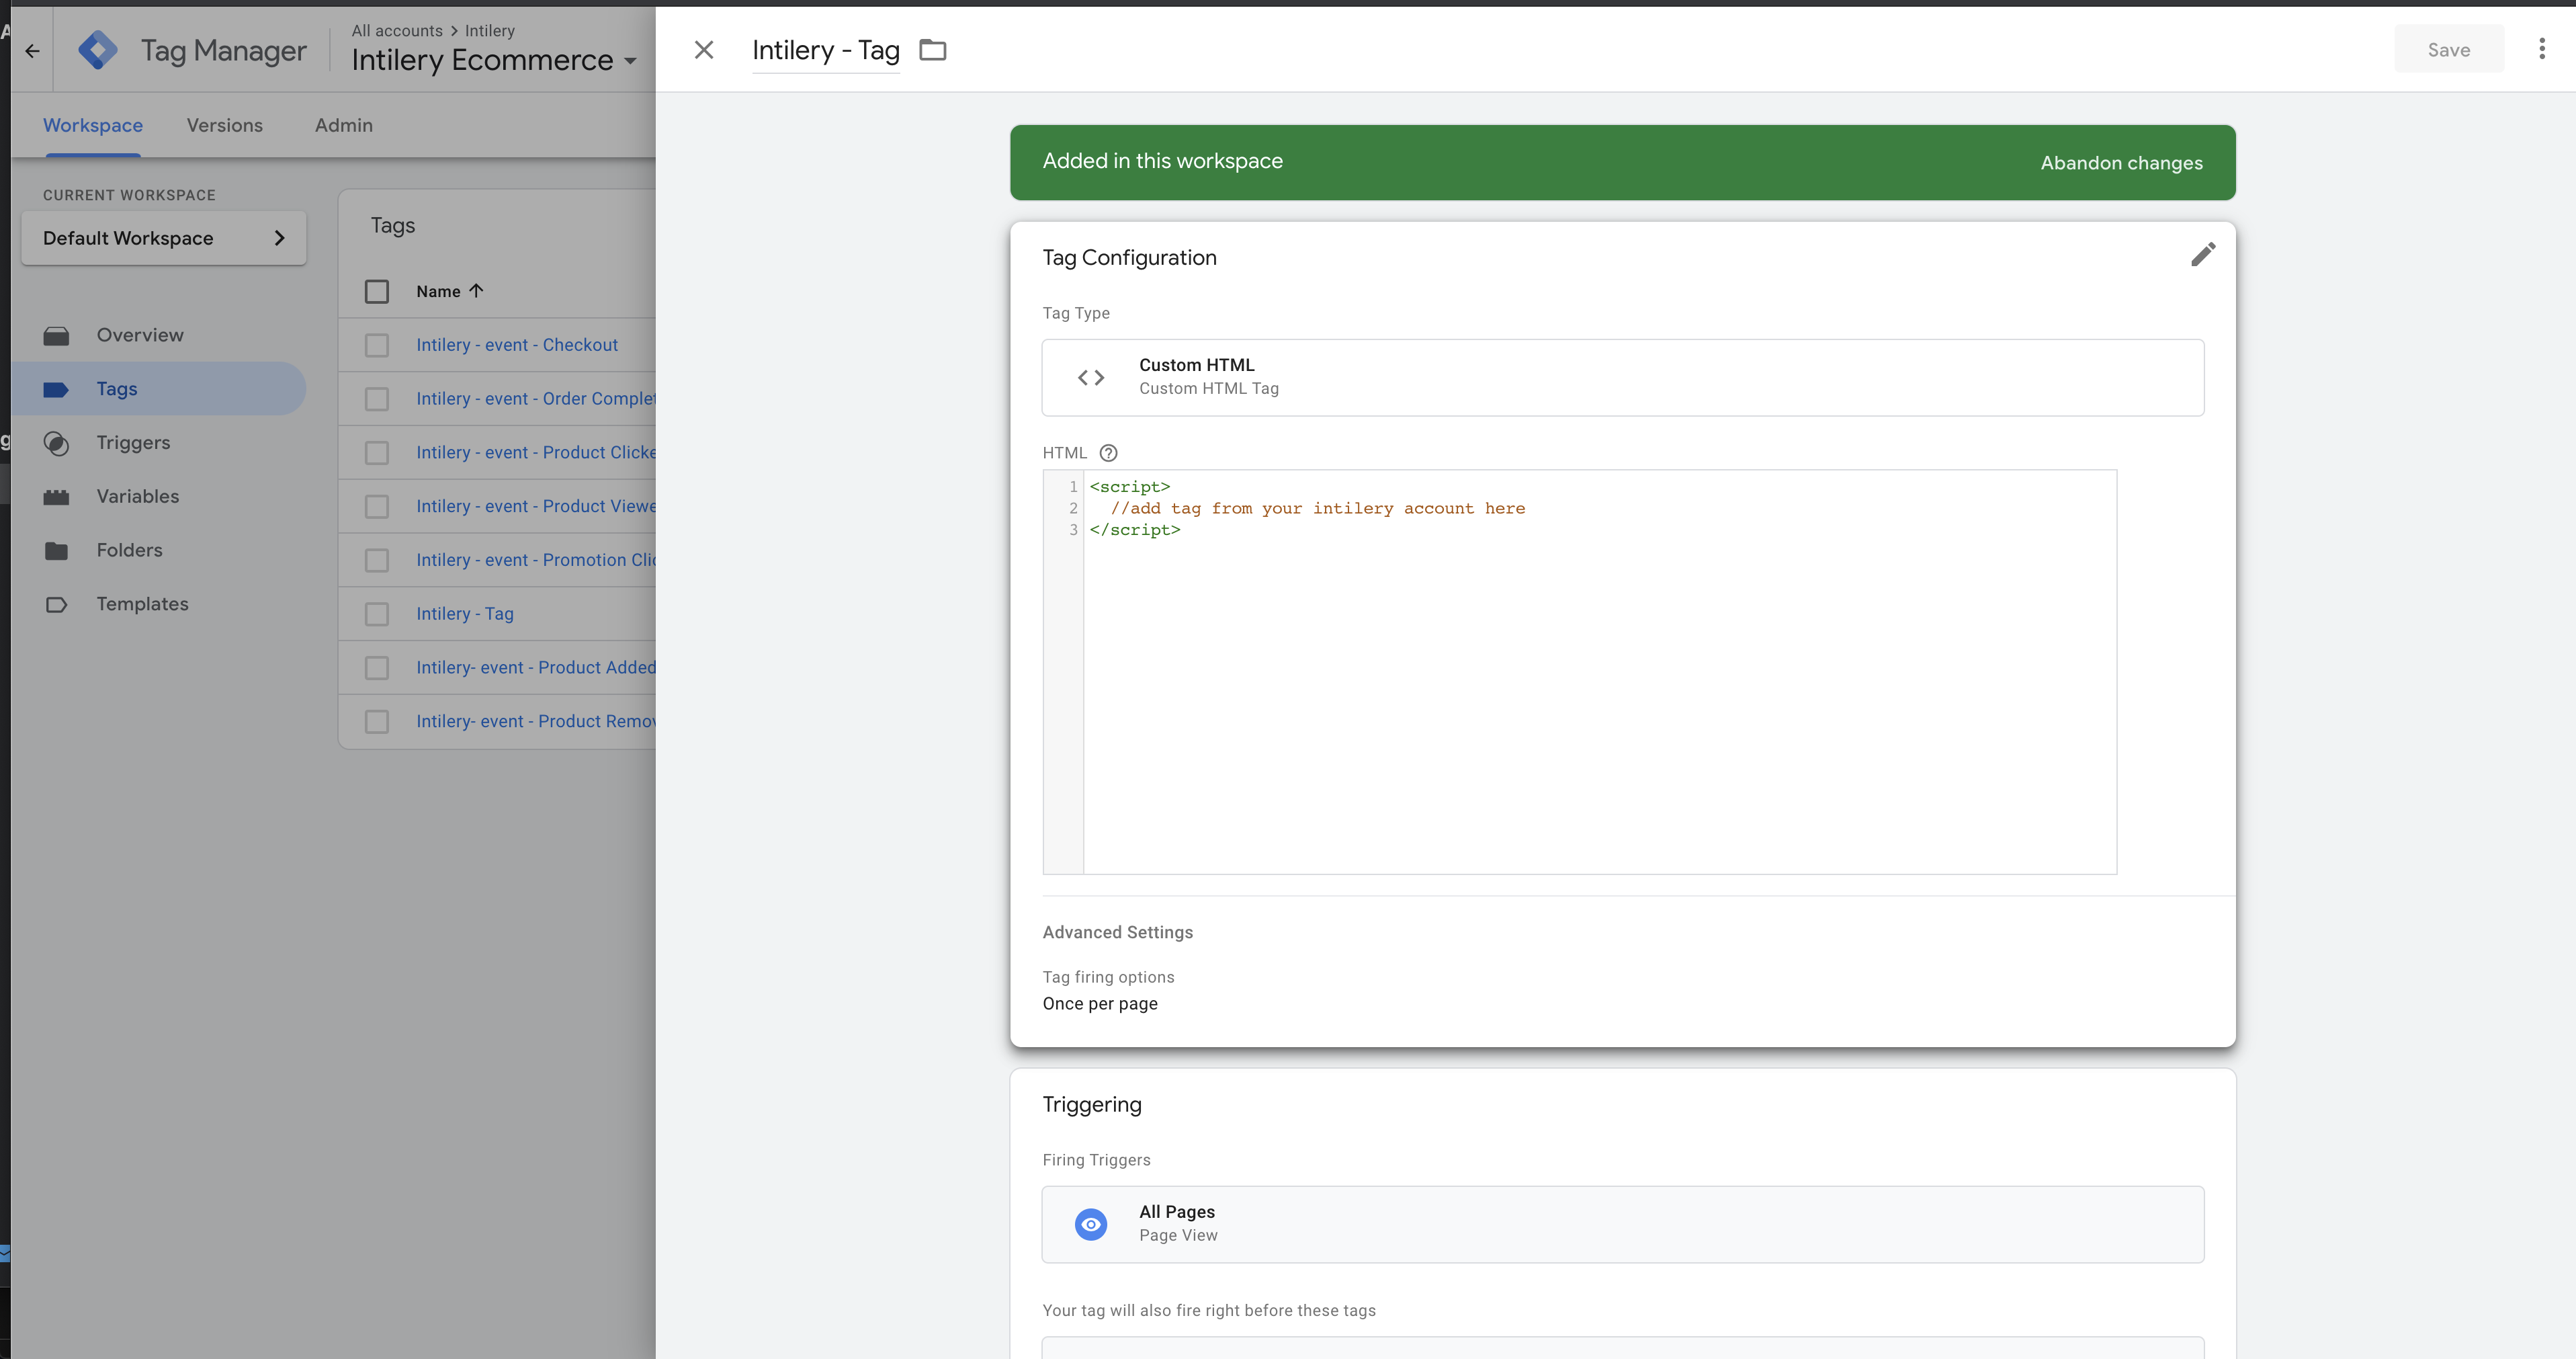 Tag Manager
All accounts > Intilery
Intilery Ecommerce
Workspace
Versions
Admin
CURRENT WORKSPACE
Default Workspace
Overview
Tags
Triggers
Variables
Folders
Templates
Tags
Name
Intilery - event - Checkout
Intilery - event - Order Complet
Intilery - event - Product Clicke
Intilery - event - Product Viewe
Intilery - event - Promotion Clic
Intilery - Tag
Intilery- event - Product Added
Intilery- event - Product Remov
Intilery - Tag
Save
Added in this workspace
Abandon changes
Tag Configuration
Tag Type
Custom HTML
Custom HTML Tag
HTML
1 <script>
2 //add tag from your intilery account here
3 </script>
Advanced Settings
Tag firing options
Once per page
Triggering
Firing Triggers
All Pages
Page View
Your tag will also fire right before these tags